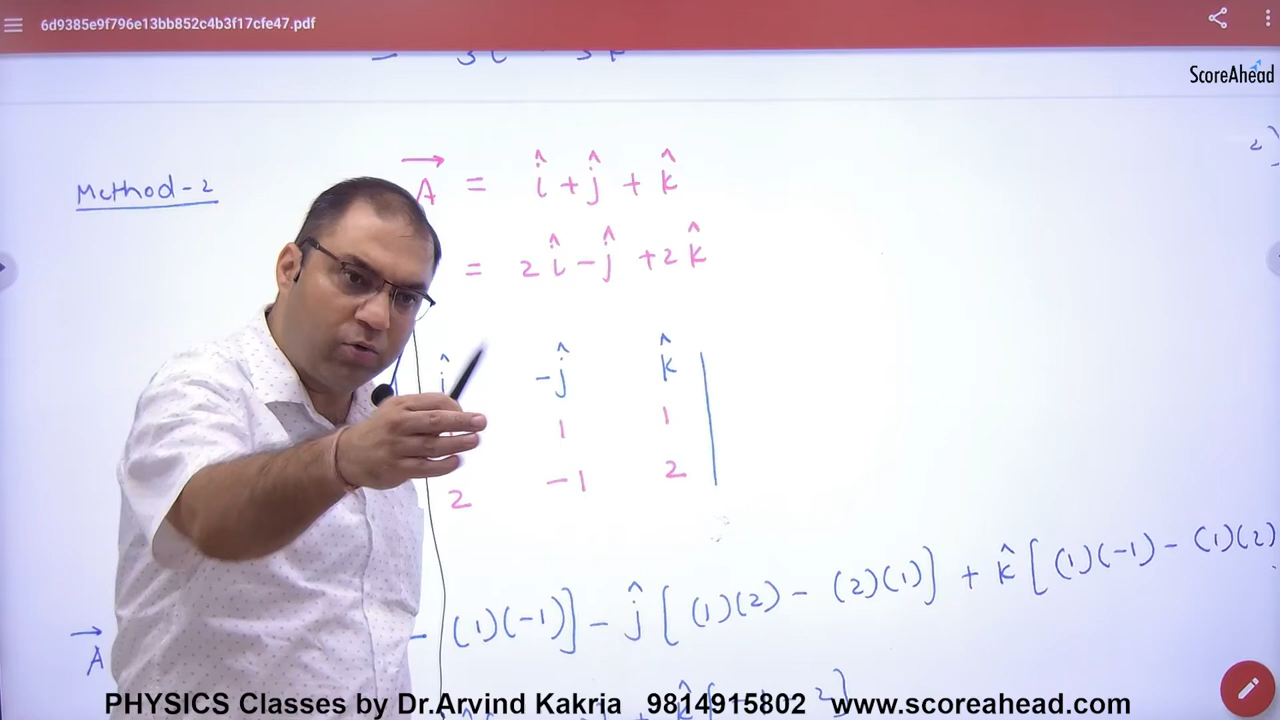 6d9385e9f796e13bb852c4b3f17cfe47.pdf
ScoreAhead
2)
Method-2
A⃗ = î + ĵ + k̂
= 2î - ĵ + 2k̂
î -ĵ k̂
1 1
2 -1 2
- (1)(-1)] - ĵ[(1)(2) - (2)(1)] + k̂[(1)(-1) - (1)(2)
A⃗
PHYSICS Classes by Dr.Arvind Kakria 9814915802 www.scoreahead.com